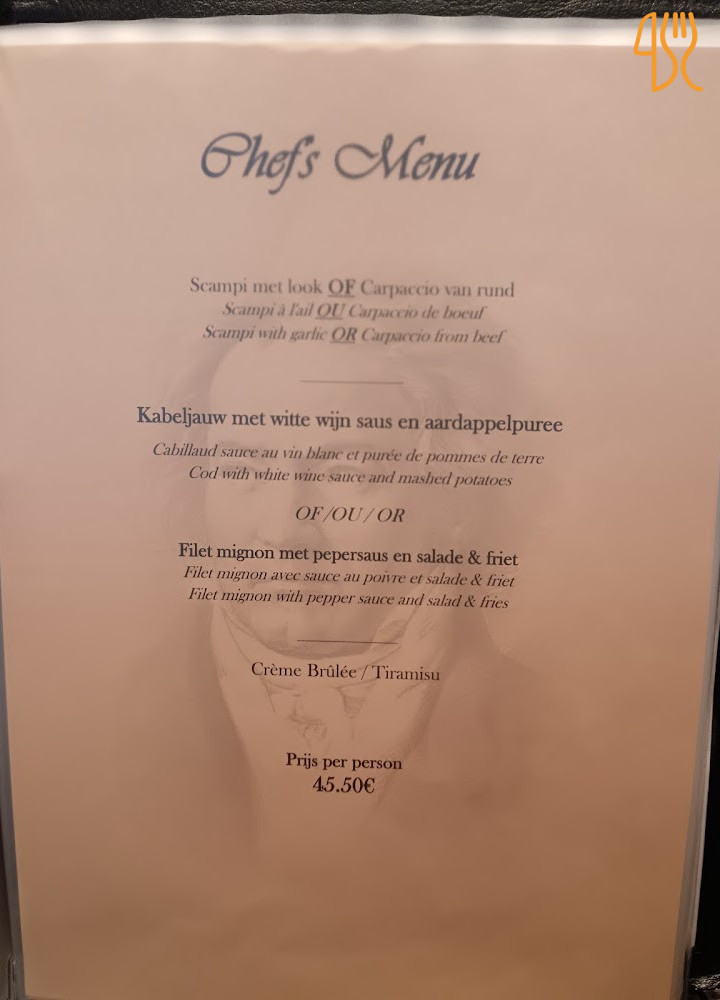 Chef's Menu
Scampi met look OF Carpaccio van rund
Scampi à l'ail OU Carpaccio de boeuf
Scampi with garlic OR Carpaccio from beef
Kabeljauw met witte wijn saus en aardappelpuree
Cabillaud sauce au vin blanc et purée de pommes de terre
Cod with white wine sauce and mashed potatoes
OF /OU / OR
Filet mignon met pepersaus en salade & friet
Filet mignon avec sauce au poivre et salade & friet
Filet mignon with pepper sauce and salad & fries
Crème Brûlée / Tiramisu
Prijs per person
45.50€